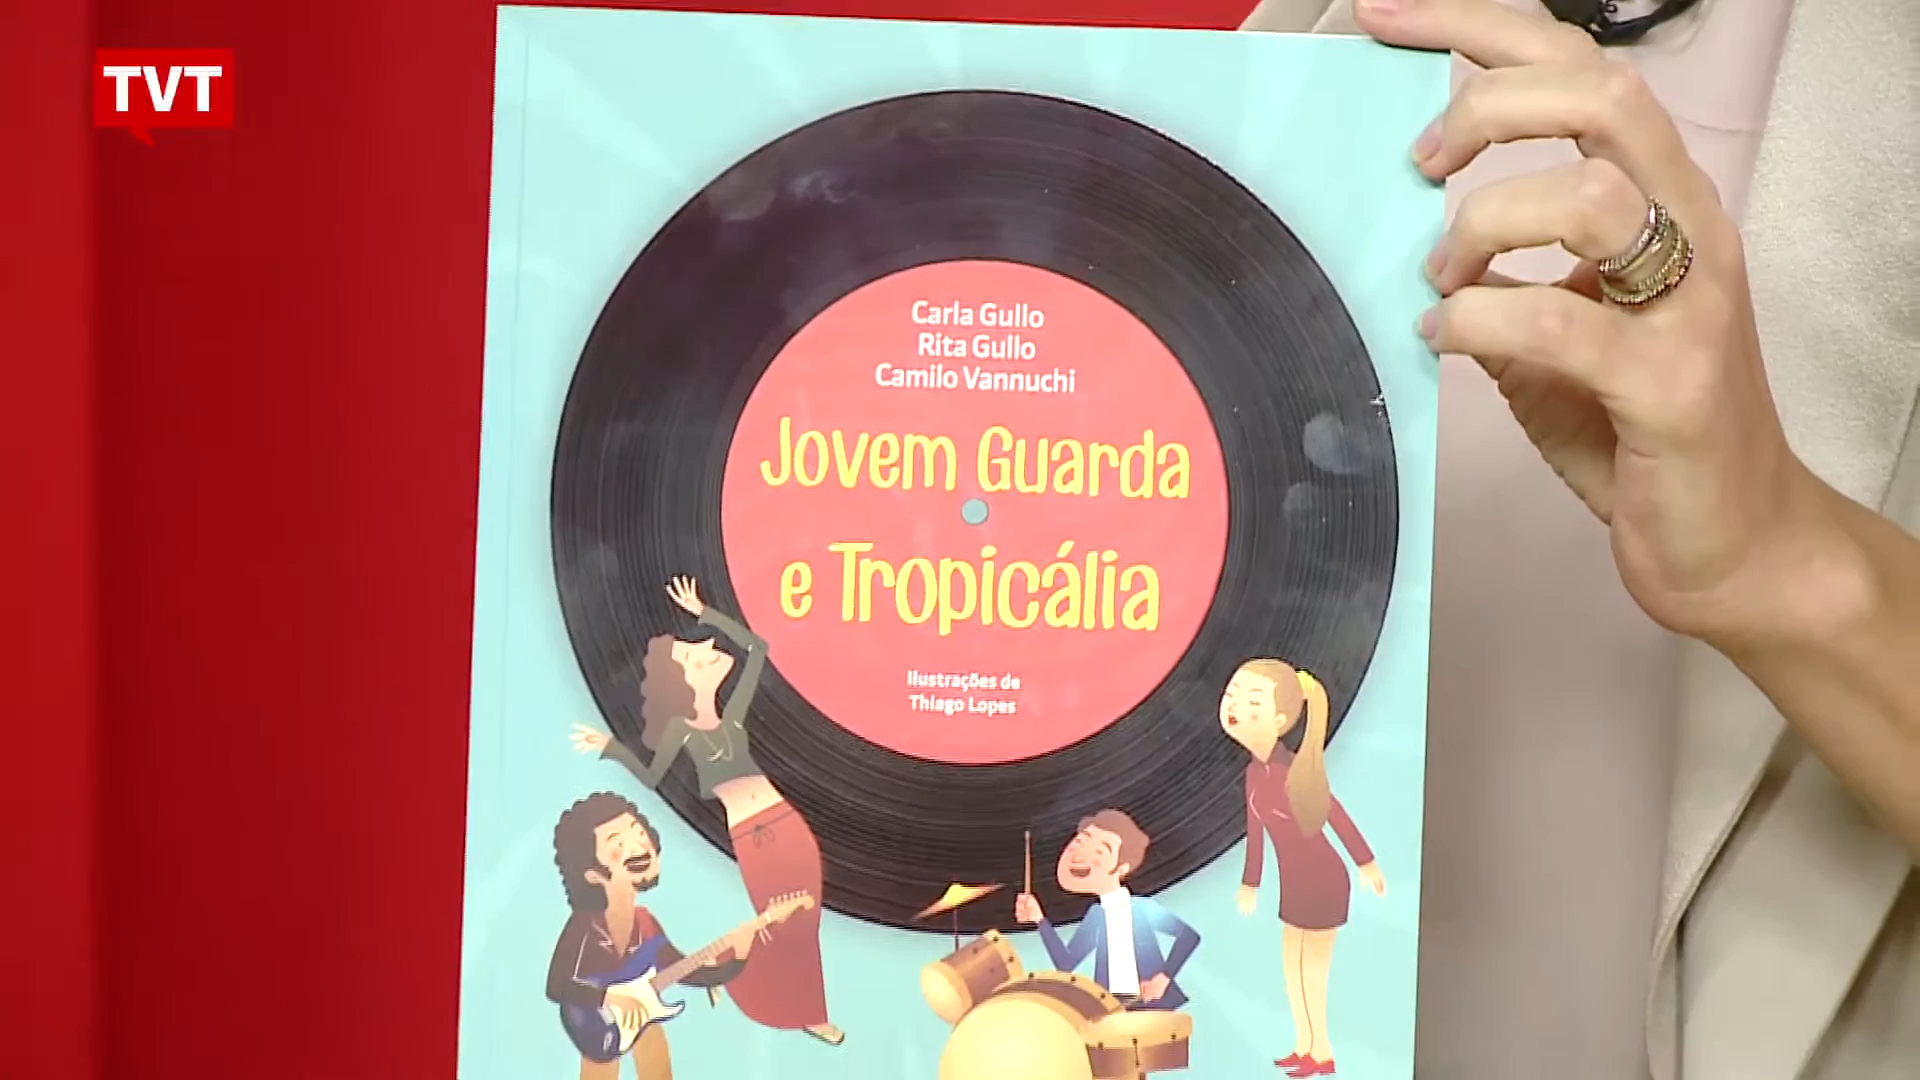 TVT
Carla Gullo
Rita Gullo
Camilo Vannuchi
Jovem Guarda
e Tropicália
Ilustrações de
Thiago Lopes